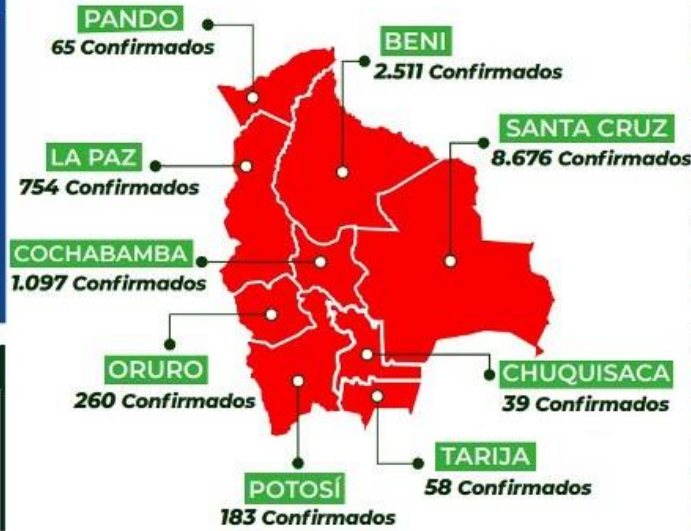 PANDO
65 Confirmados
BENI
2.511 Confirmados
SANTA CRUZ
8.676 Confirmados
LA PAZ
754 Confirmados
COCHABAMBA
1.097 Confirmados
ORURO
260 Confirmados
CHUQUISACA
39 Confirmados
TARIJA
58 Confirmados
POTOSÍ
183 Confirmados